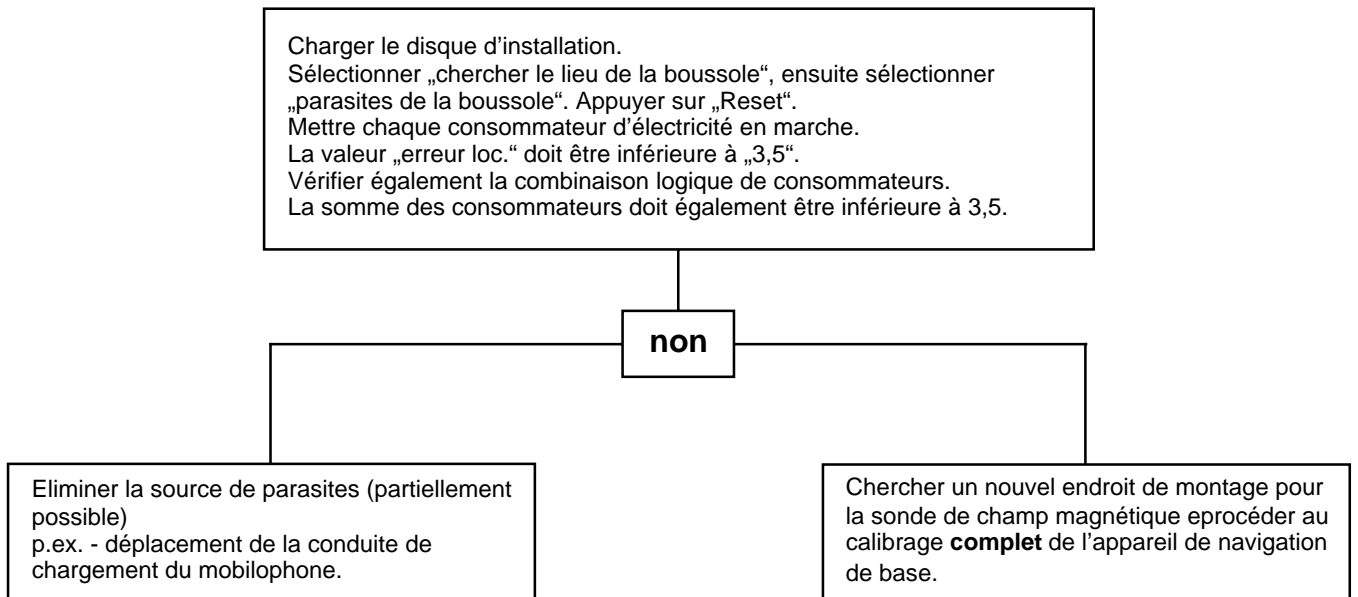 Charger le disque d’installation.
Sélectionner „chercher le lieu de la boussole“, ensuite sélectionner
„parasites de la boussole“. Appuyer sur „Reset“.
Mettre chaque consommateur d’électricité en marche.
La valeur „erreur loc.“ doit être inférieure à „3,5“.
Vérifier également la combinaison logique de consommateurs.
La somme des consommateurs doit également être inférieure à 3,5.
non
Eliminer la source de parasites (partiellement
possible)
p.ex. - déplacement de la conduite de
chargement du mobilophone.
Chercher un nouvel endroit de montage pour
la sonde de champ magnétique eprocéder au
calibrage complet de l’appareil de navigation
de base.